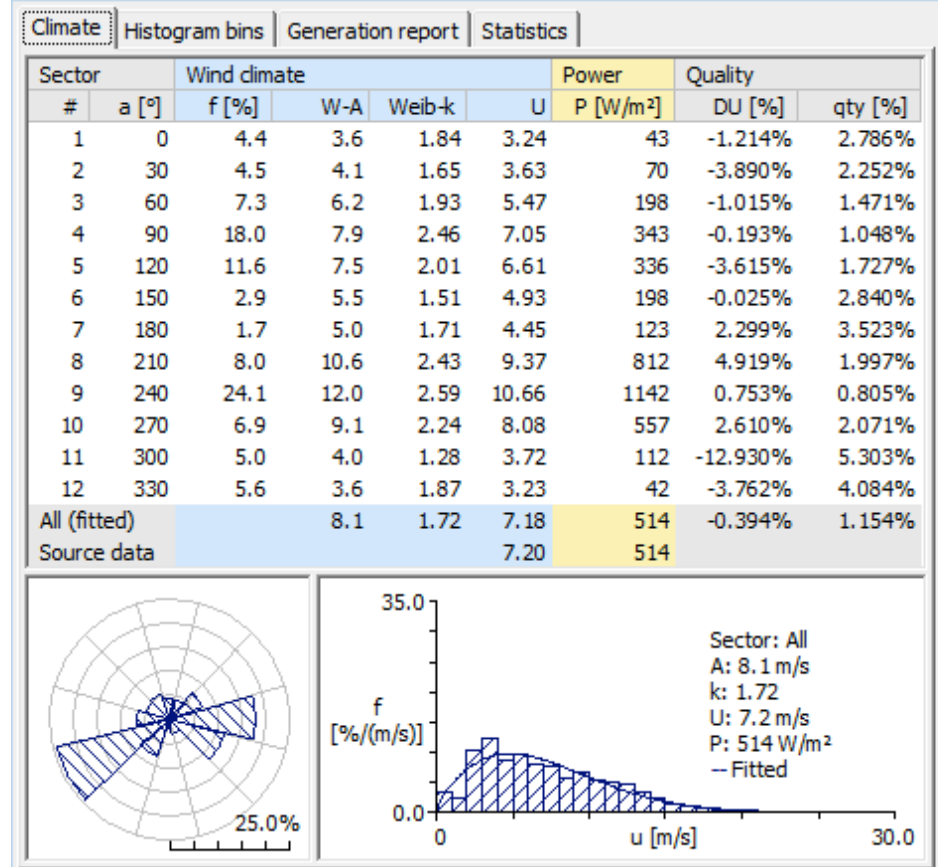 Climate Histogram bins Generation report Statistics
Sector Wind climate Power Quality
# a [°] f [%] W-A Weib-k U P [W/m²] DU [%] qty [%]
1 0 4.4 3.6 1.84 3.24 43 -1.214% 2.786%
2 30 4.5 4.1 1.65 3.63 70 -3.890% 2.252%
3 60 7.3 6.2 1.93 5.47 198 -1.015% 1.471%
4 90 18.0 7.9 2.46 7.05 343 -0.193% 1.048%
5 120 11.6 7.5 2.01 6.61 336 -3.615% 1.727%
6 150 2.9 5.5 1.51 4.93 198 -0.025% 2.840%
7 180 1.7 5.0 1.71 4.45 123 2.299% 3.523%
8 210 8.0 10.6 2.43 9.37 812 4.919% 1.997%
9 240 24.1 12.0 2.59 10.66 1142 0.753% 0.805%
10 270 6.9 9.1 2.24 8.08 557 2.610% 2.071%
11 300 5.0 4.0 1.28 3.72 112 -12.930% 5.303%
12 330 5.6 3.6 1.87 3.23 42 -3.762% 4.084%
All (fitted) 8.1 1.72 7.18 514 -0.394% 1.154%
Source data 7.20 514
25.0%
35.0
f
[%/(m/s)]
0.0
0 u [m/s] 30.0
Sector: All
A: 8.1 m/s
k: 1.72
U: 7.2 m/s
P: 514 W/m²
-- Fitted